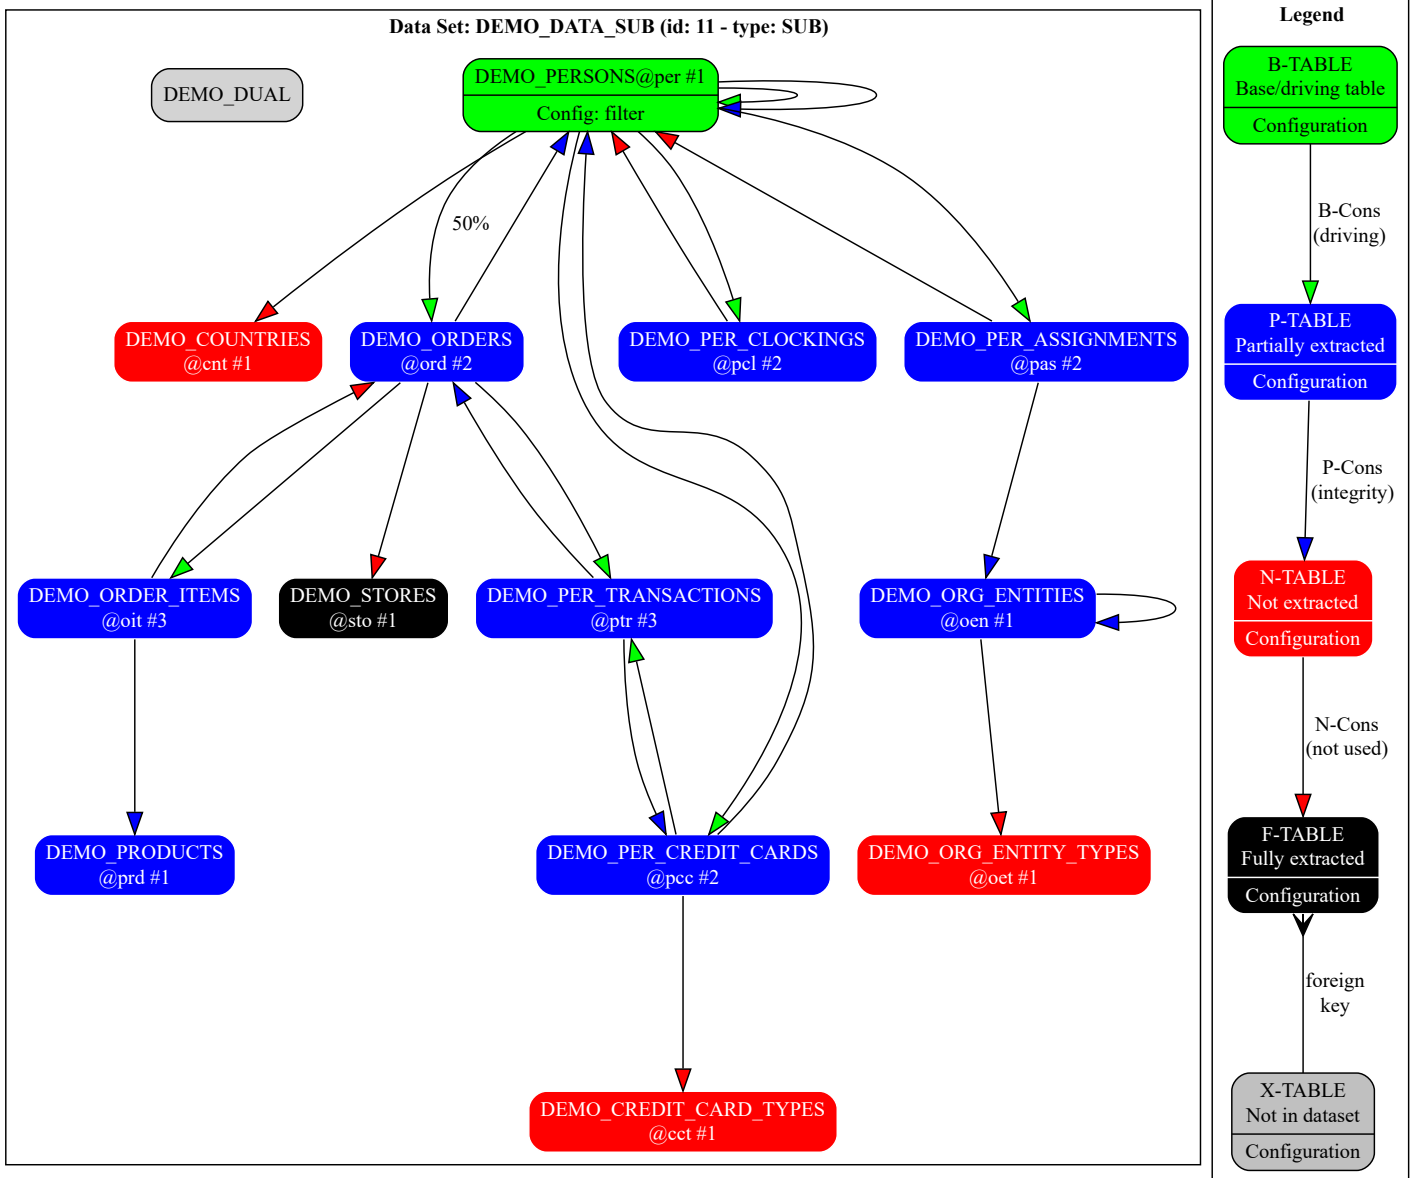 Data Set: DEMO_DATA_SUB (id: 11 - type: SUB)
DEMO_DUAL
DEMO_PERSONS@per #1
Config: filter
50%
DEMO_COUNTRIES
@cnt #1
DEMO_ORDERS
@ord #2
DEMO_PER_CLOCKINGS
@pcl #2
DEMO_PER_ASSIGNMENTS
@pas #2
DEMO_ORDER_ITEMS
@oit #3
DEMO_STORES
@sto #1
DEMO_PER_TRANSACTIONS
@ptr #3
DEMO_ORG_ENTITIES
@oen #1
DEMO_PRODUCTS
@prd #1
DEMO_PER_CREDIT_CARDS
@pcc #2
DEMO_ORG_ENTITY_TYPES
@oet #1
DEMO_CREDIT_CARD_TYPES
@cct #1
Legend
B-TABLE
Base/driving table
Configuration
B-Cons
(driving)
P-TABLE
Partially extracted
Configuration
P-Cons
(integrity)
N-TABLE
Not extracted
Configuration
N-Cons
(not used)
F-TABLE
Fully extracted
Configuration
foreign
key
X-TABLE
Not in dataset
Configuration